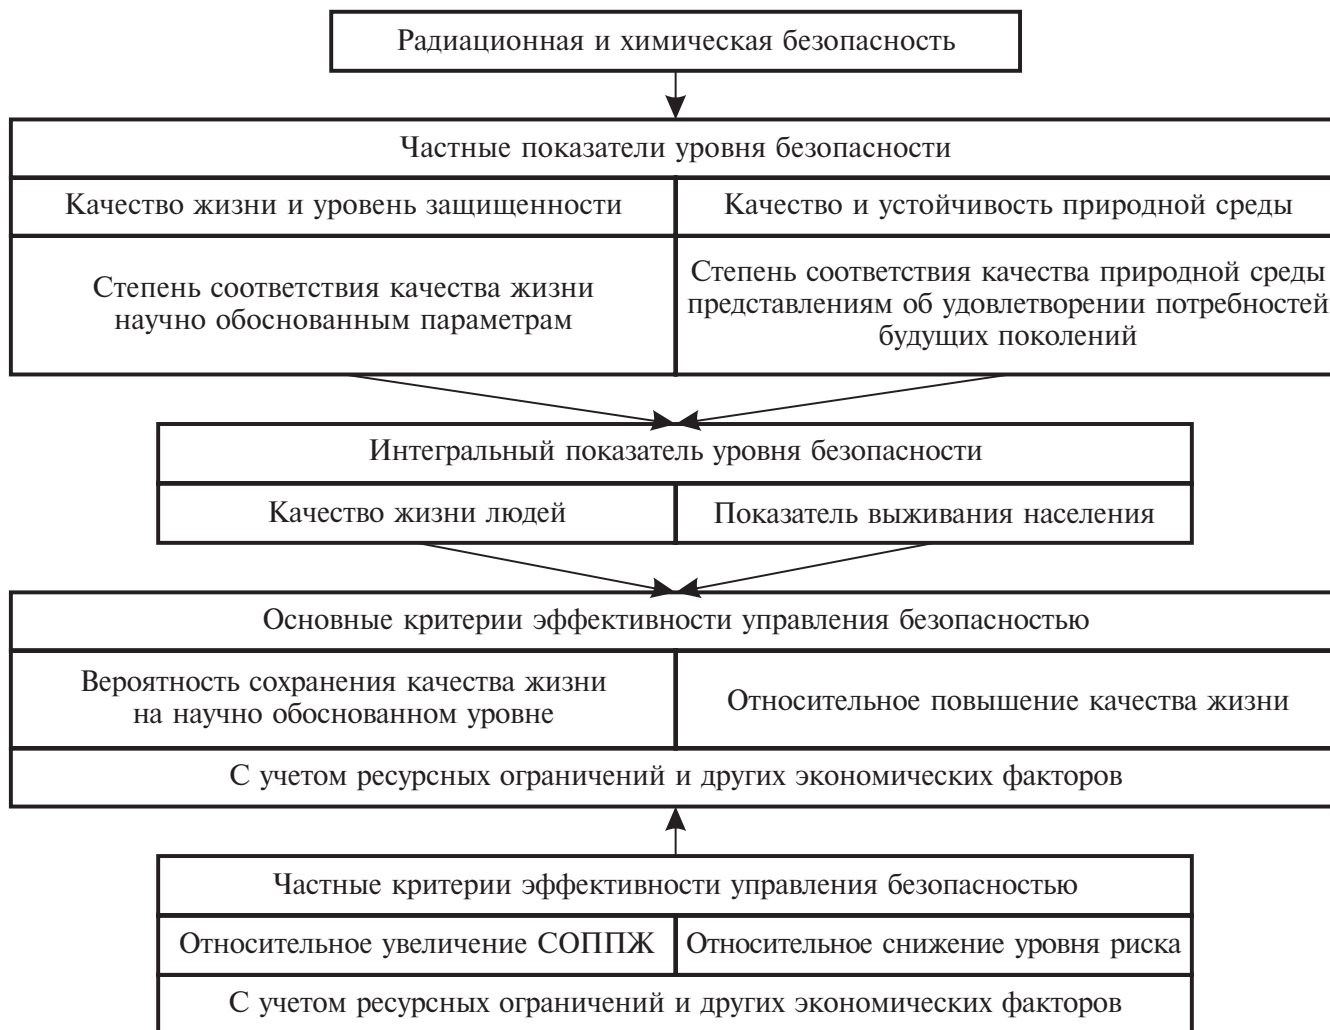 Радиационная и химическая безопасность
Частные показатели уровня безопасности
Качество жизни и уровень защищенности
Качество и устойчивость природной среды
Степень соответствия качества жизни
научно обоснованным параметрам
Степень соответствия качества природной среды
представлениям об удовлетворении потребностей
будущих поколений
Интегральный показатель уровня безопасности
Качество жизни людей
Показатель выживания населения
Основные критерии эффективности управления безопасностью
Вероятность сохранения качества жизни
на научно обоснованном уровне
Относительное повышение качества жизни
С учетом ресурсных ограничений и других экономических факторов
Частные критерии эффективности управления безопасностью
Относительное увеличение СОППЖ
Относительное снижение уровня риска
С учетом ресурсных ограничений и других экономических факторов